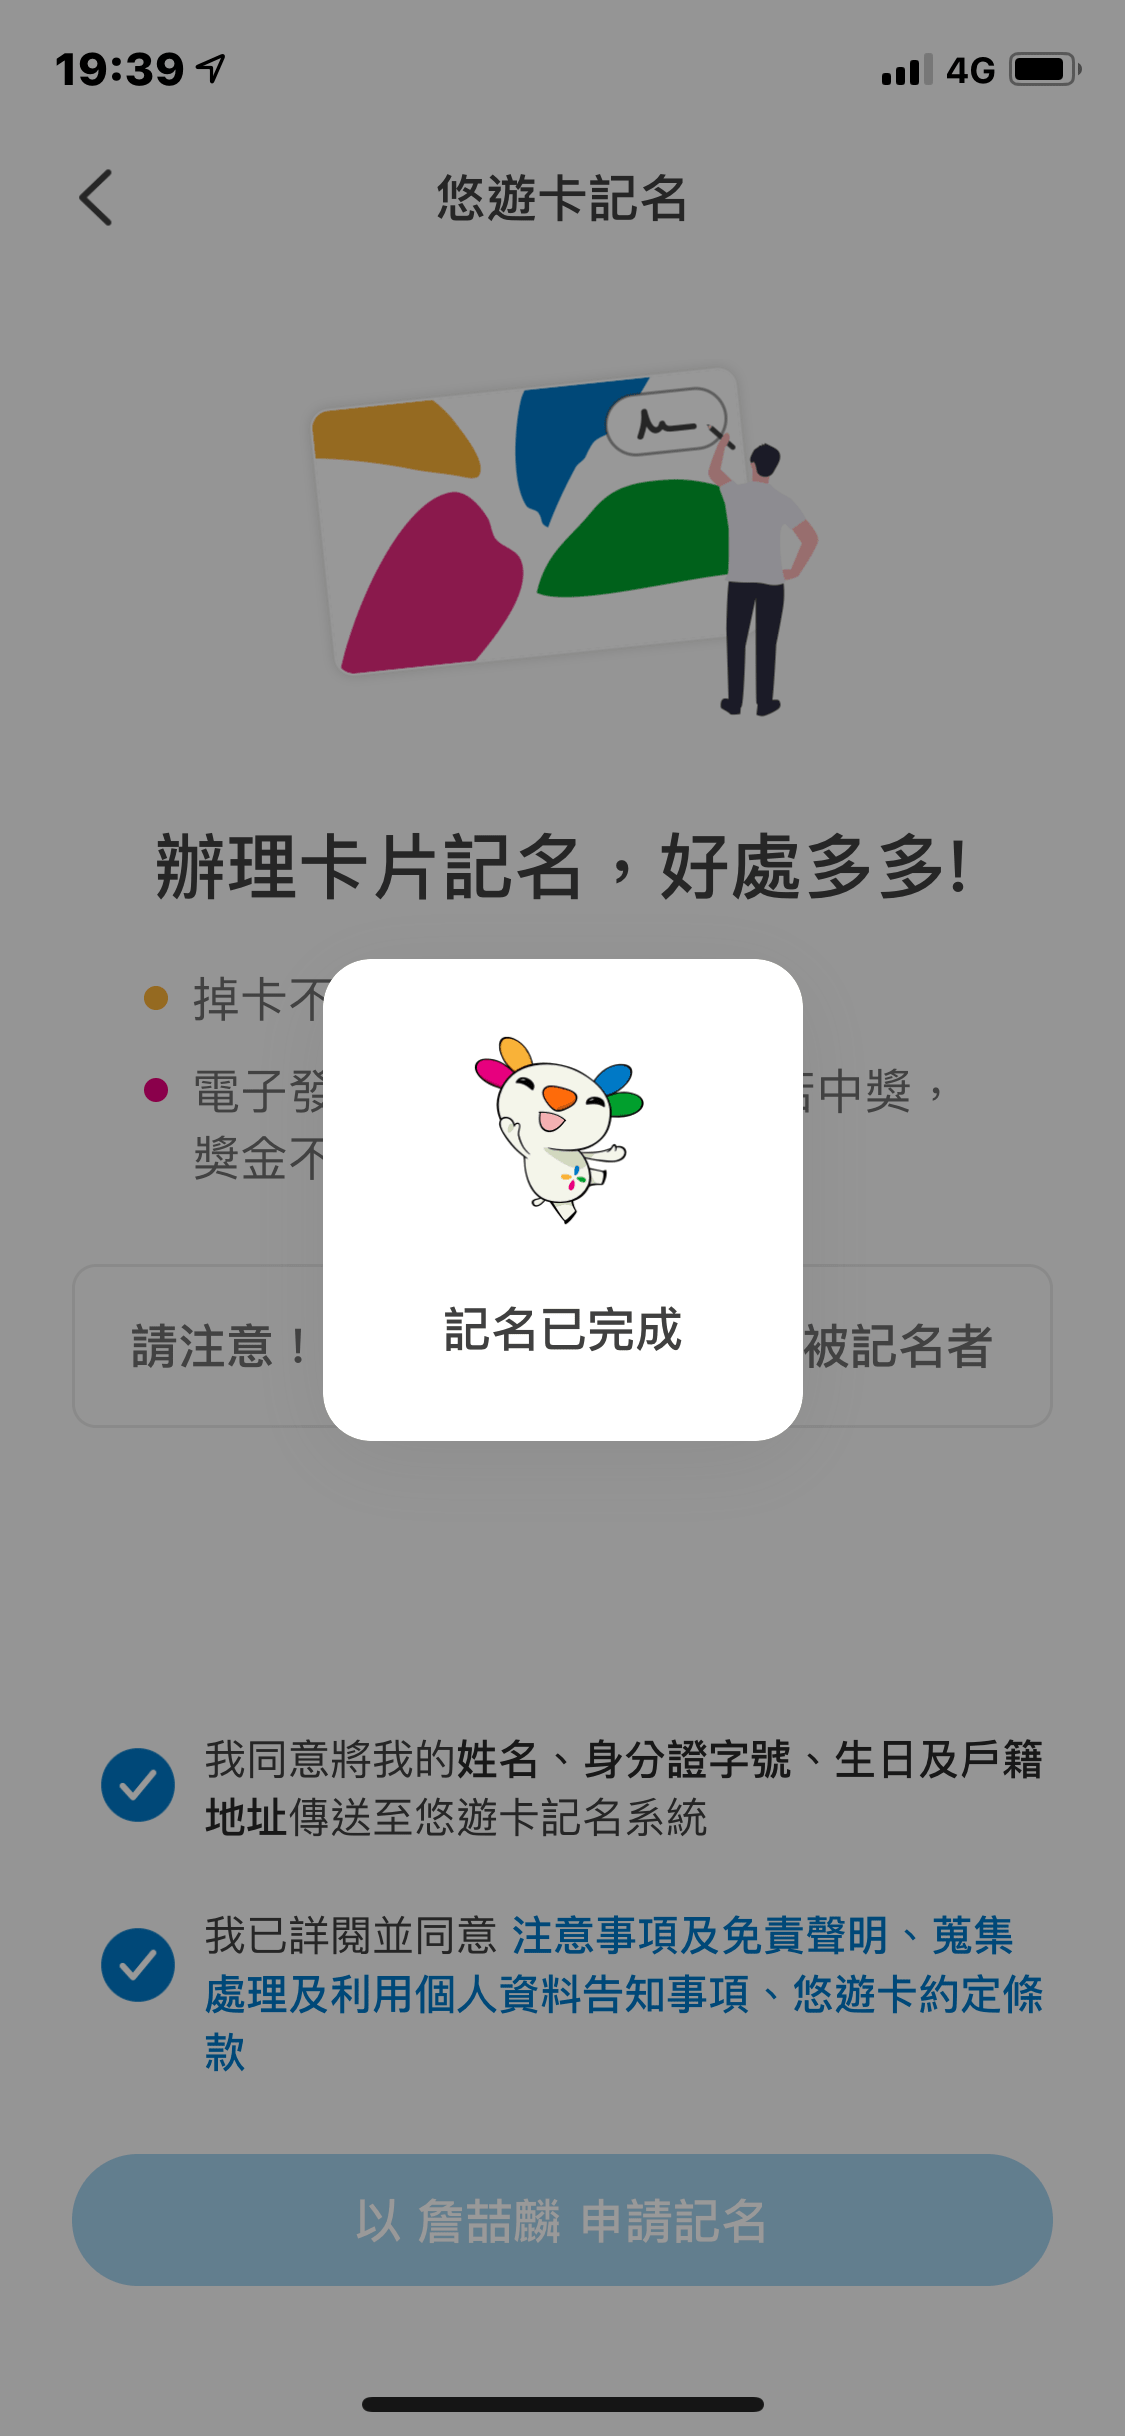 19:39
4G
悠遊卡記名
辦理卡片記名，好處多多!
掉卡不
電子發
中獎，
獎金不
請注意！
被記名者
記名已完成
我同意將我的姓名、身分證字號、生日及戶籍
地址傳送至悠遊卡記名系統
我已詳閱並同意 注意事項及免責聲明、蒐集
處理及利用個人資料告知事項、悠遊卡約定條
款
以 詹喆麟 申請記名